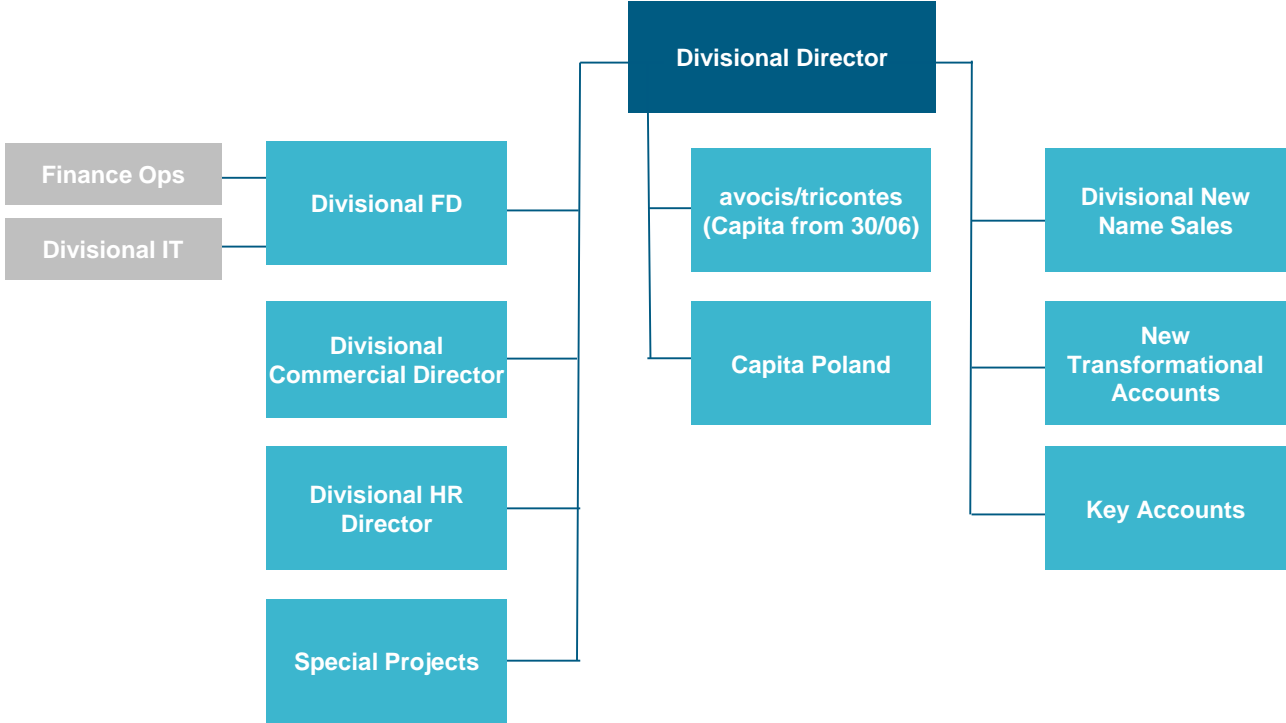 Divisional Director
Finance Ops
Divisional IT
Divisional FD
Divisional
Commercial Director
Divisional HR
Director
Special Projects
avocis/tricontes
(Capita from 30/06)
Capita Poland
Divisional New
Name Sales
New
Transformational
Accounts
Key Accounts